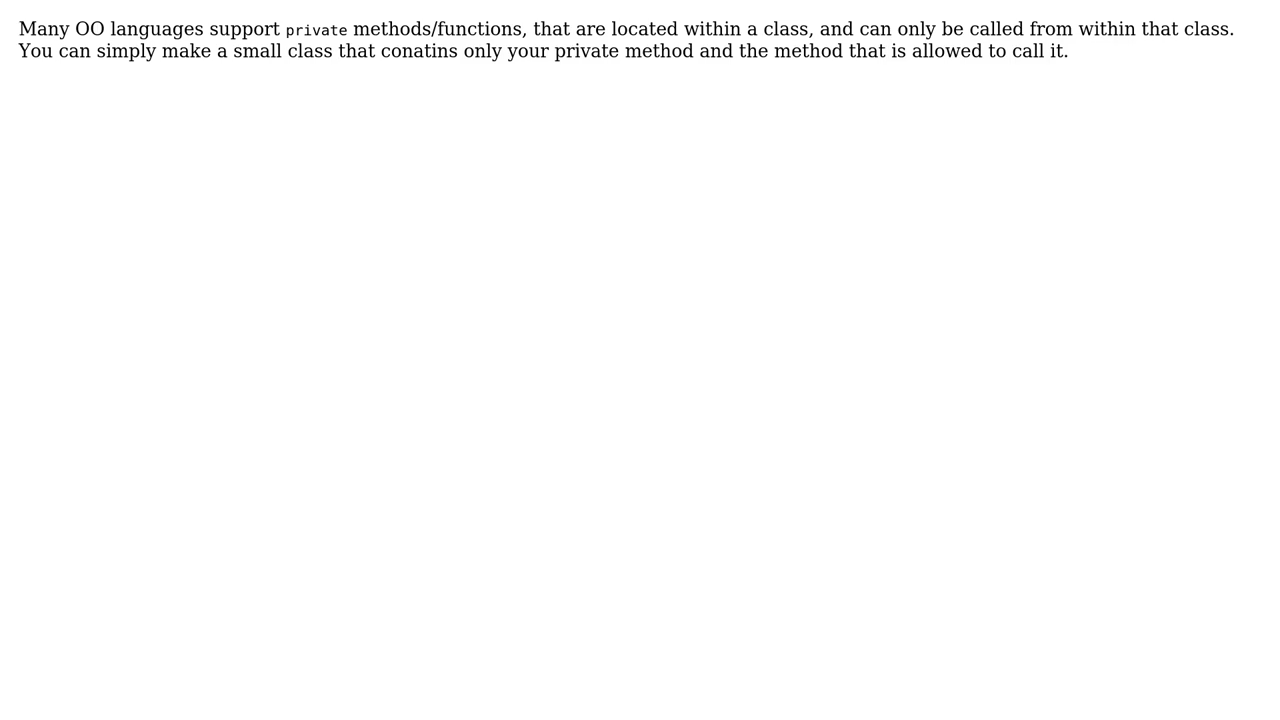 Many OO languages support private methods/functions, that are located within a class, and can only be called from within that class.
You can simply make a small class that conatins only your private method and the method that is allowed to call it.